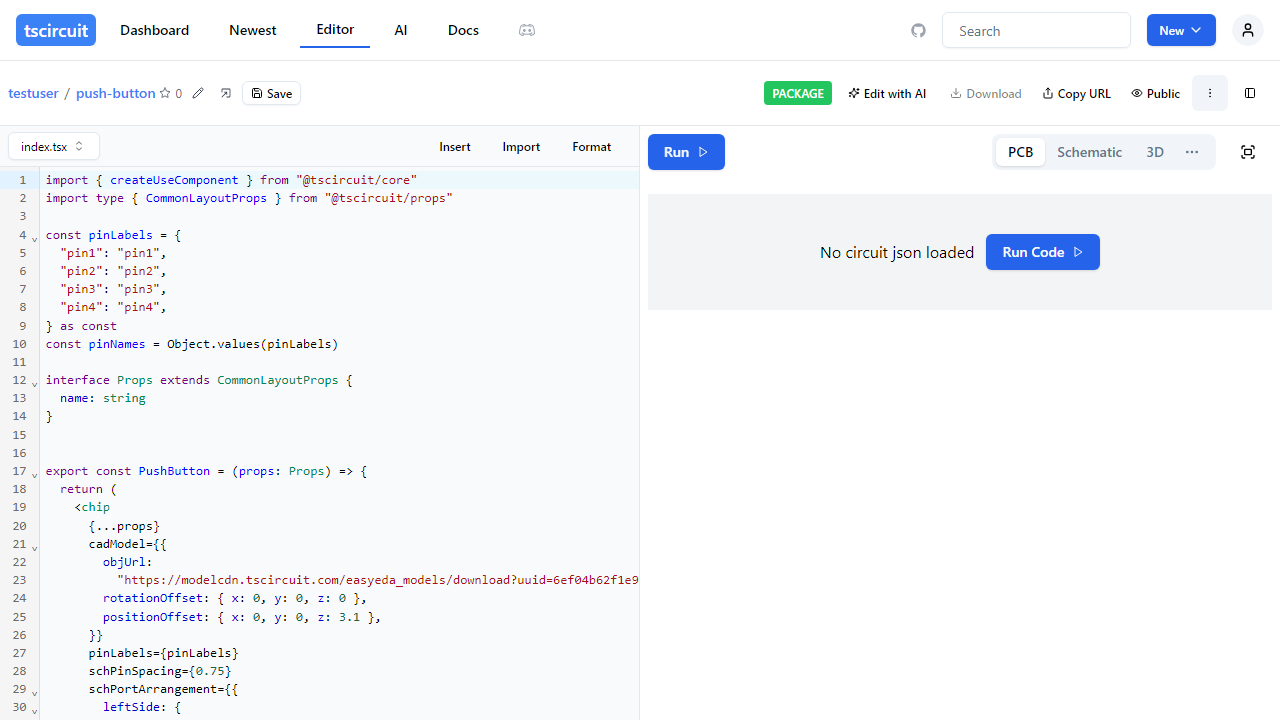 tscircuit Dashboard Newest Editor AI Docs Search New
testuser / push-button 0 Save PACKAGE Edit with AI Download Copy URL Public
index.tsx Insert Import Format
Run PCB Schematic 3D
No circuit json loaded Run Code
1 import { createUseComponent } from "@tscircuit/core"
2 import type { CommonLayoutProps } from "@tscircuit/props"
3
4 const pinLabels = {
5 "pin1": "pin1",
6 "pin2": "pin2",
7 "pin3": "pin3",
8 "pin4": "pin4",
9 } as const
10 const pinNames = Object.values(pinLabels)
11
12 interface Props extends CommonLayoutProps {
13 name: string
14 }
15
16
17 export const PushButton = (props: Props) => {
18 return (
19 <chip
20 {...props}
21 cadModel={{
22 objUrl:
23 "https://modelcdn.tscircuit.com/easyeda_models/download?uuid=6ef04b62f1e9
24 rotationOffset: { x: 0, y: 0, z: 0 },
25 positionOffset: { x: 0, y: 0, z: 3.1 },
26 }}
27 pinLabels={pinLabels}
28 schPinSpacing={0.75}
29 schPortArrangement={{
30 leftSide: {